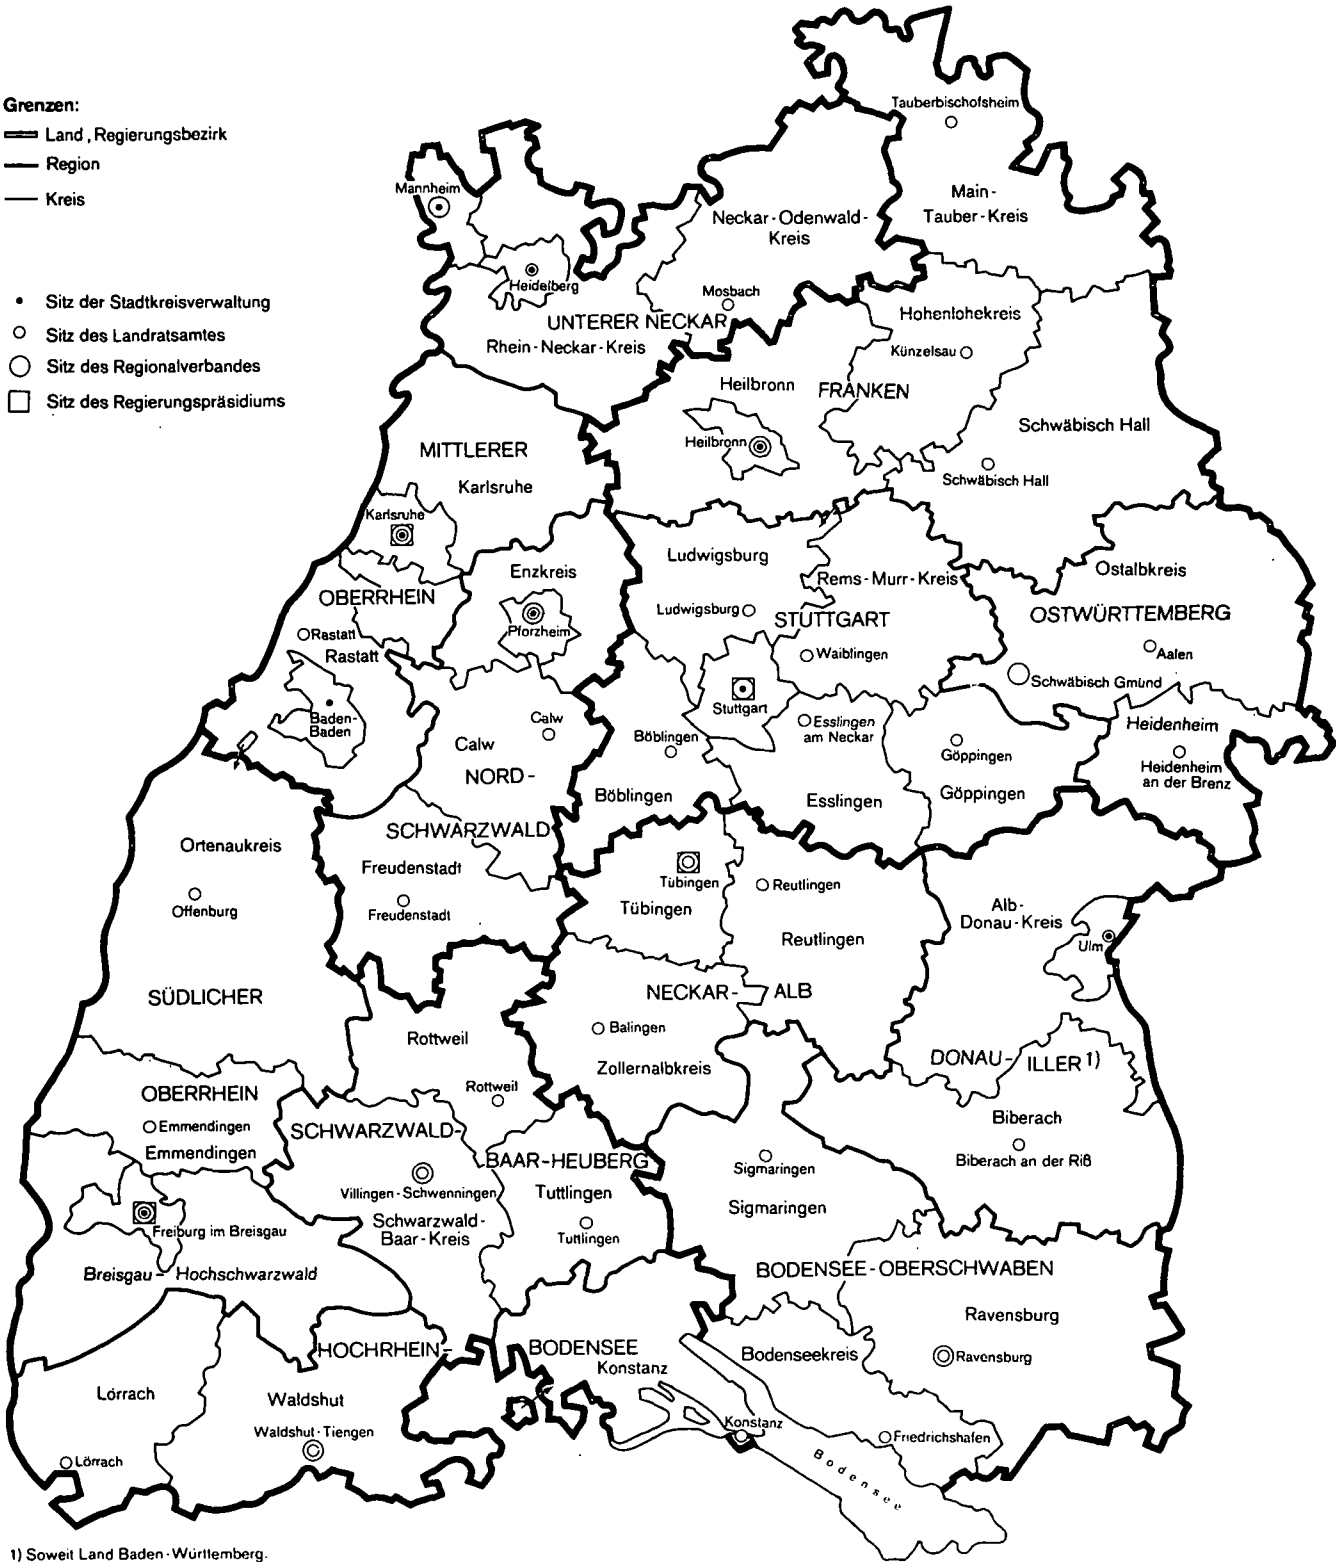 Grenzen:
Land, Regierungsbezirk
Region
Kreis
Sitz der Stadtkreisverwaltung
Sitz des Landratsamtes
Sitz des Regionalverbandes
Sitz des Regierungspräsidiums
Tauberbischofsheim
Main-
Tauber-Kreis
Mannheim
Neckar-Odenwald-
Kreis
Heidelberg
Mosbach
UNTERER NECKAR
Rhein-Neckar-Kreis
Hohenlohekreis
Künzelsau
Heilbronn
FRANKEN
Heilbronn
Schwäbisch Hall
Schwäbisch Hall
MITTLERER
Karlsruhe
Karlsruhe
Enzkreis
OBERRHEIN
Pforzheim
Rastatt
Rastatt
Baden-
Baden
Ludwigsburg
Ludwigsburg
Rems-Murr-Kreis
STUTTGART
Waiblingen
Stuttgart
Ostalbkreis
OSTWÜRTTEMBERG
Aalen
Schwäbisch Gmünd
Heidenheim
Heidenheim
an der Brenz
Calw
Calw
NORD-
SCHWARZWALD
Böblingen
Böblingen
Esslingen
am Neckar
Esslingen
Göppingen
Göppingen
Ortenaukreis
Offenburg
Freudenstadt
Freudenstadt
Tübingen
Tübingen
Reutlingen
Reutlingen
Alb-
Donau-Kreis
Ulm
SÜDLICHER
NECKAR- ALB
Balingen
Zollernalbkreis
Rottweil
Rottweil
DONAU- ILLER 1)
Biberach
Biberach an der Riß
OBERRHEIN
Emmendingen
Emmendingen
SCHWARZWALD-
BAAR-HEUBERG
Villingen-Schwenningen
Schwarzwald-
Baar-Kreis
Tuttlingen
Tuttlingen
Sigmaringen
Sigmaringen
Freiburg im Breisgau
Breisgau- Hochschwarzwald
BODENSEE-OBERSCHWABEN
Ravensburg
Ravensburg
HOCHRHEIN-
BODENSEE
Konstanz
Bodenseekreis
Lörrach
Lörrach
Waldshut
Waldshut-Tiengen
Konstanz
Friedrichshafen
Bodensee
1) Soweit Land Baden-Württemberg.